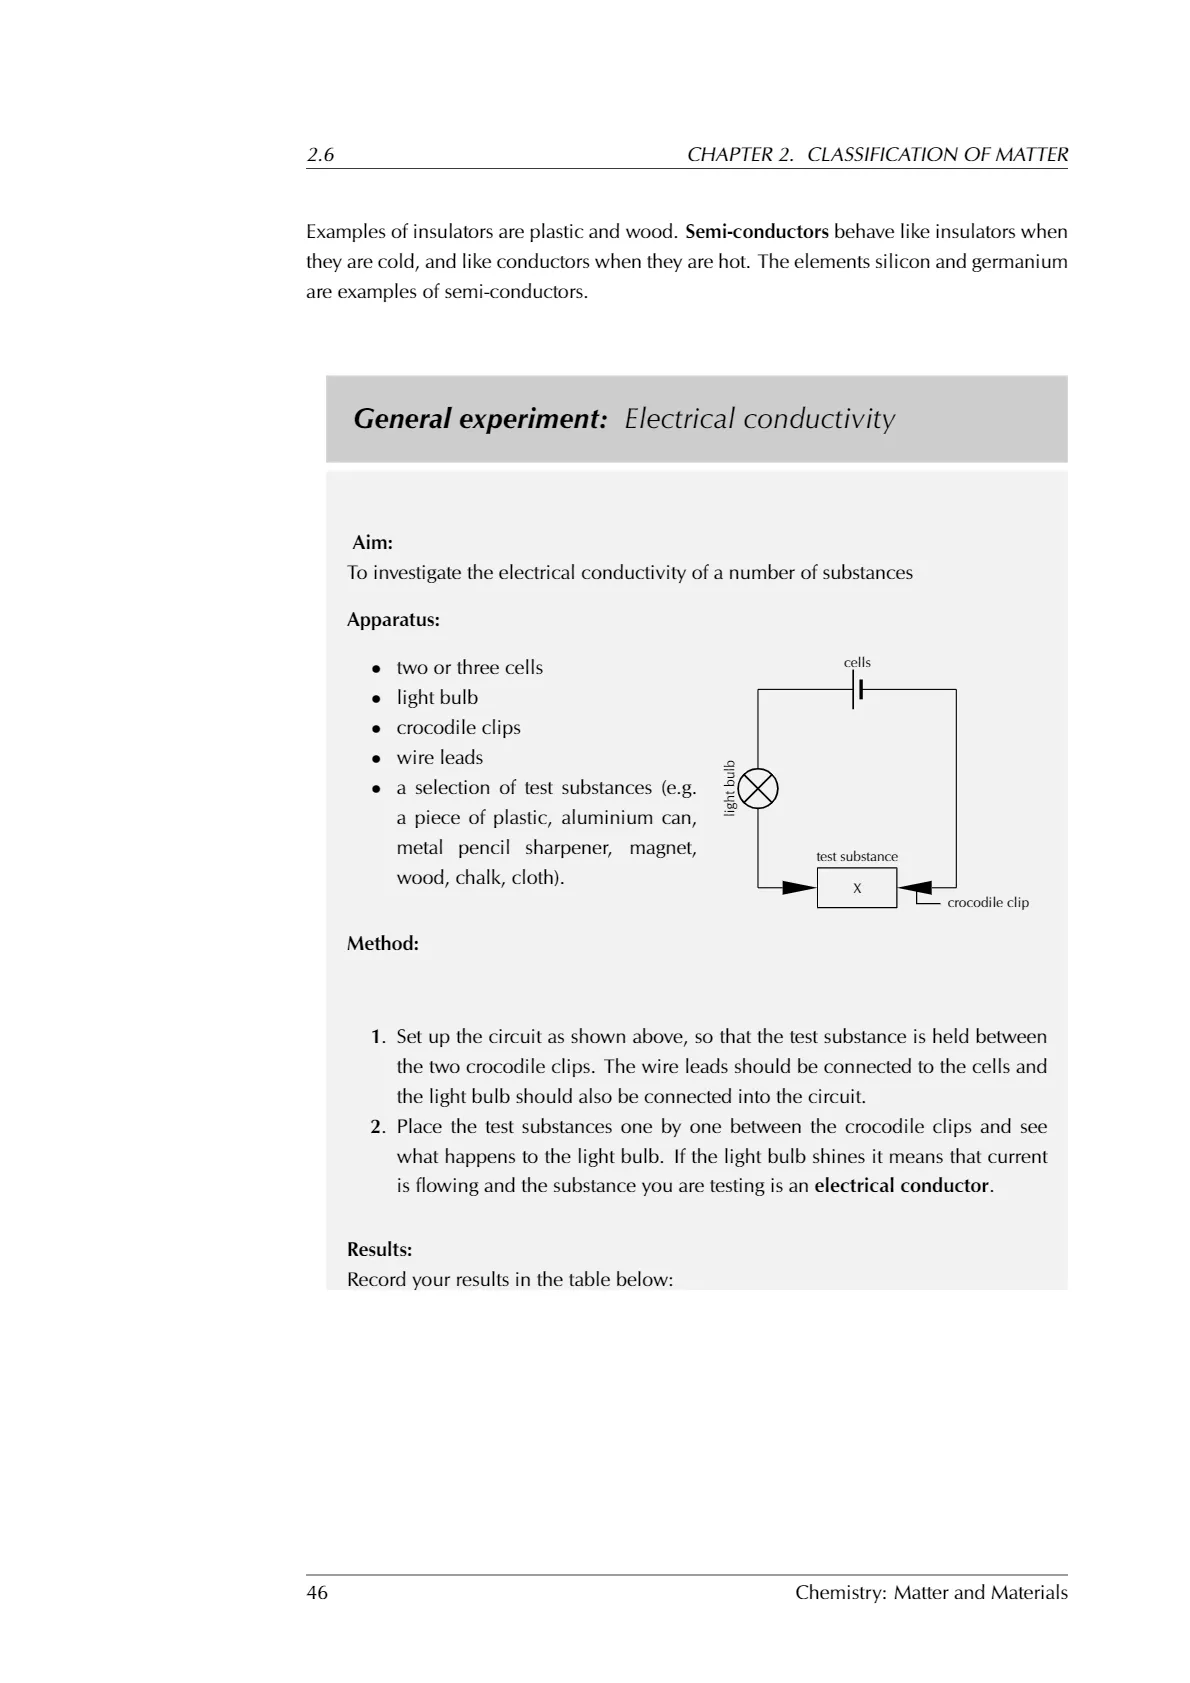 2.6 CHAPTER 2. CLASSIFICATION OF MATTER
Examples of insulators are plastic and wood. Semi-conductors behave like insulators when
they are cold, and like conductors when they are hot. The elements silicon and germanium
are examples of semi-conductors.
General experiment: Electrical conductivity
Aim:
To investigate the electrical conductivity of a number of substances
Apparatus:
• two or three cells
• light bulb
• crocodile clips
• wire leads
• a selection of test substances (e.g.
a piece of plastic, aluminium can,
metal pencil sharpener, magnet,
wood, chalk, cloth).
cells
light bulb
test substance
X
crocodile clip
Method:
1. Set up the circuit as shown above, so that the test substance is held between
the two crocodile clips. The wire leads should be connected to the cells and
the light bulb should also be connected into the circuit.
2. Place the test substances one by one between the crocodile clips and see
what happens to the light bulb. If the light bulb shines it means that current
is flowing and the substance you are testing is an electrical conductor.
Results:
Record your results in the table below:
46 Chemistry: Matter and Materials